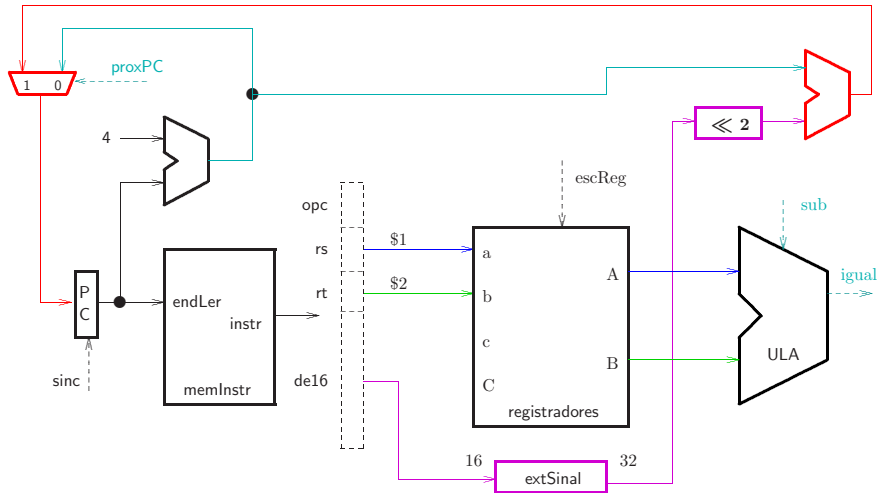 proxPC
1 0
4
≪ 2
escReg
sub
opc
rs
$1
a
A
igual
rt
$2
b
P
C
endLer
instr
c
B
ULA
sinc
memInstr
de16
C
registradores
16
extSinal
32